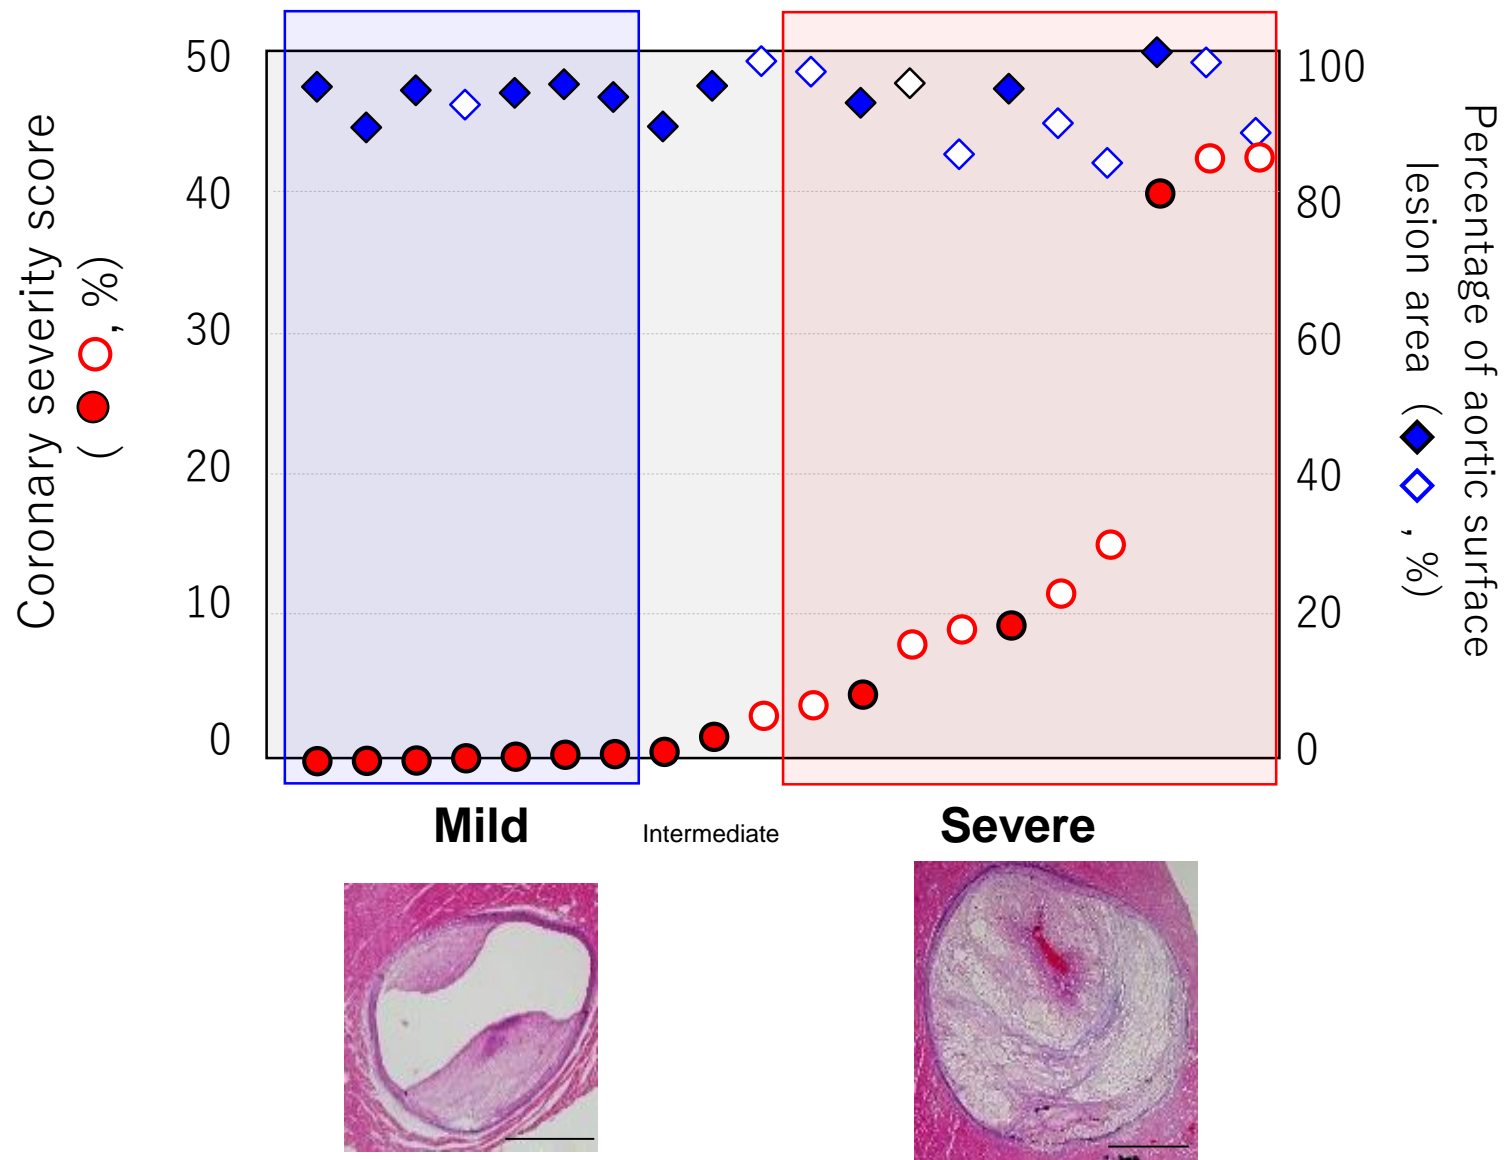 Coronary severity score
( , %)
50
40
30
20
10
0
100
80
60
40
20
0
Percentage of aortic surface
lesion area ( , %)
Mild
Intermediate
Severe